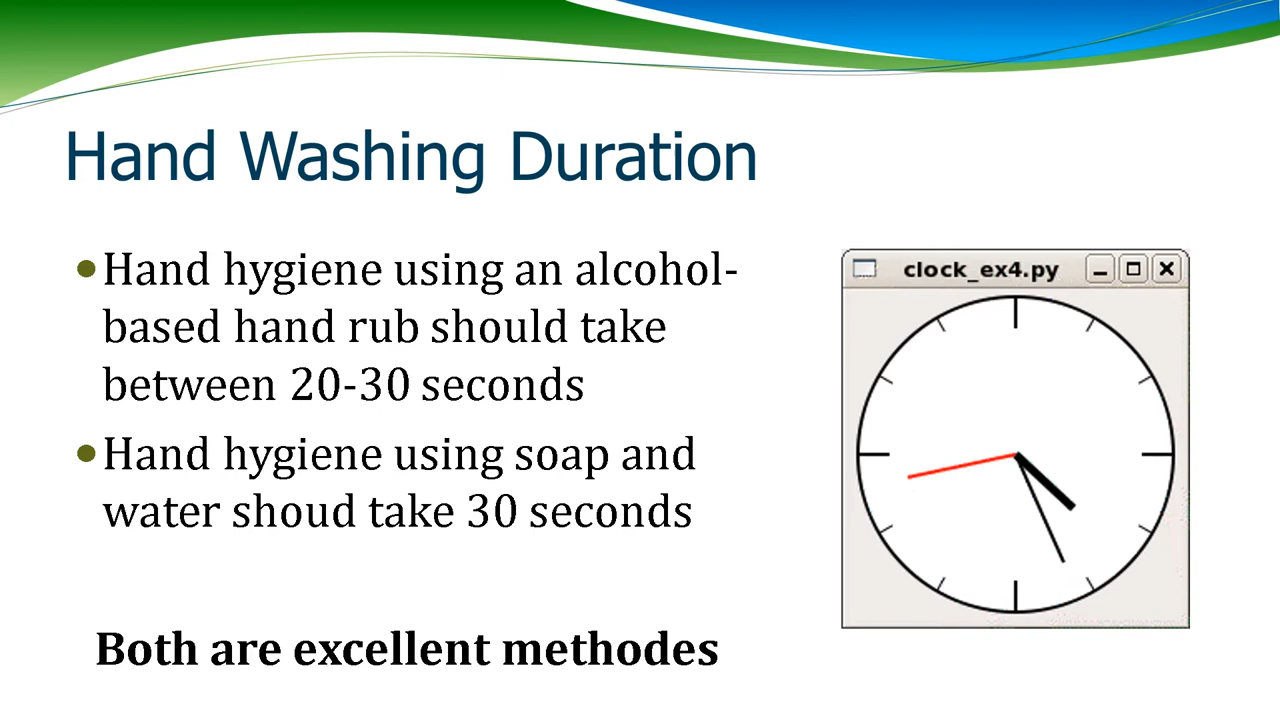 Hand Washing Duration
•Hand hygiene using an alcohol-
based hand rub should take
between 20-30 seconds
•Hand hygiene using soap and
water shoud take 30 seconds
Both are excellent methodes
clock_ex4.py